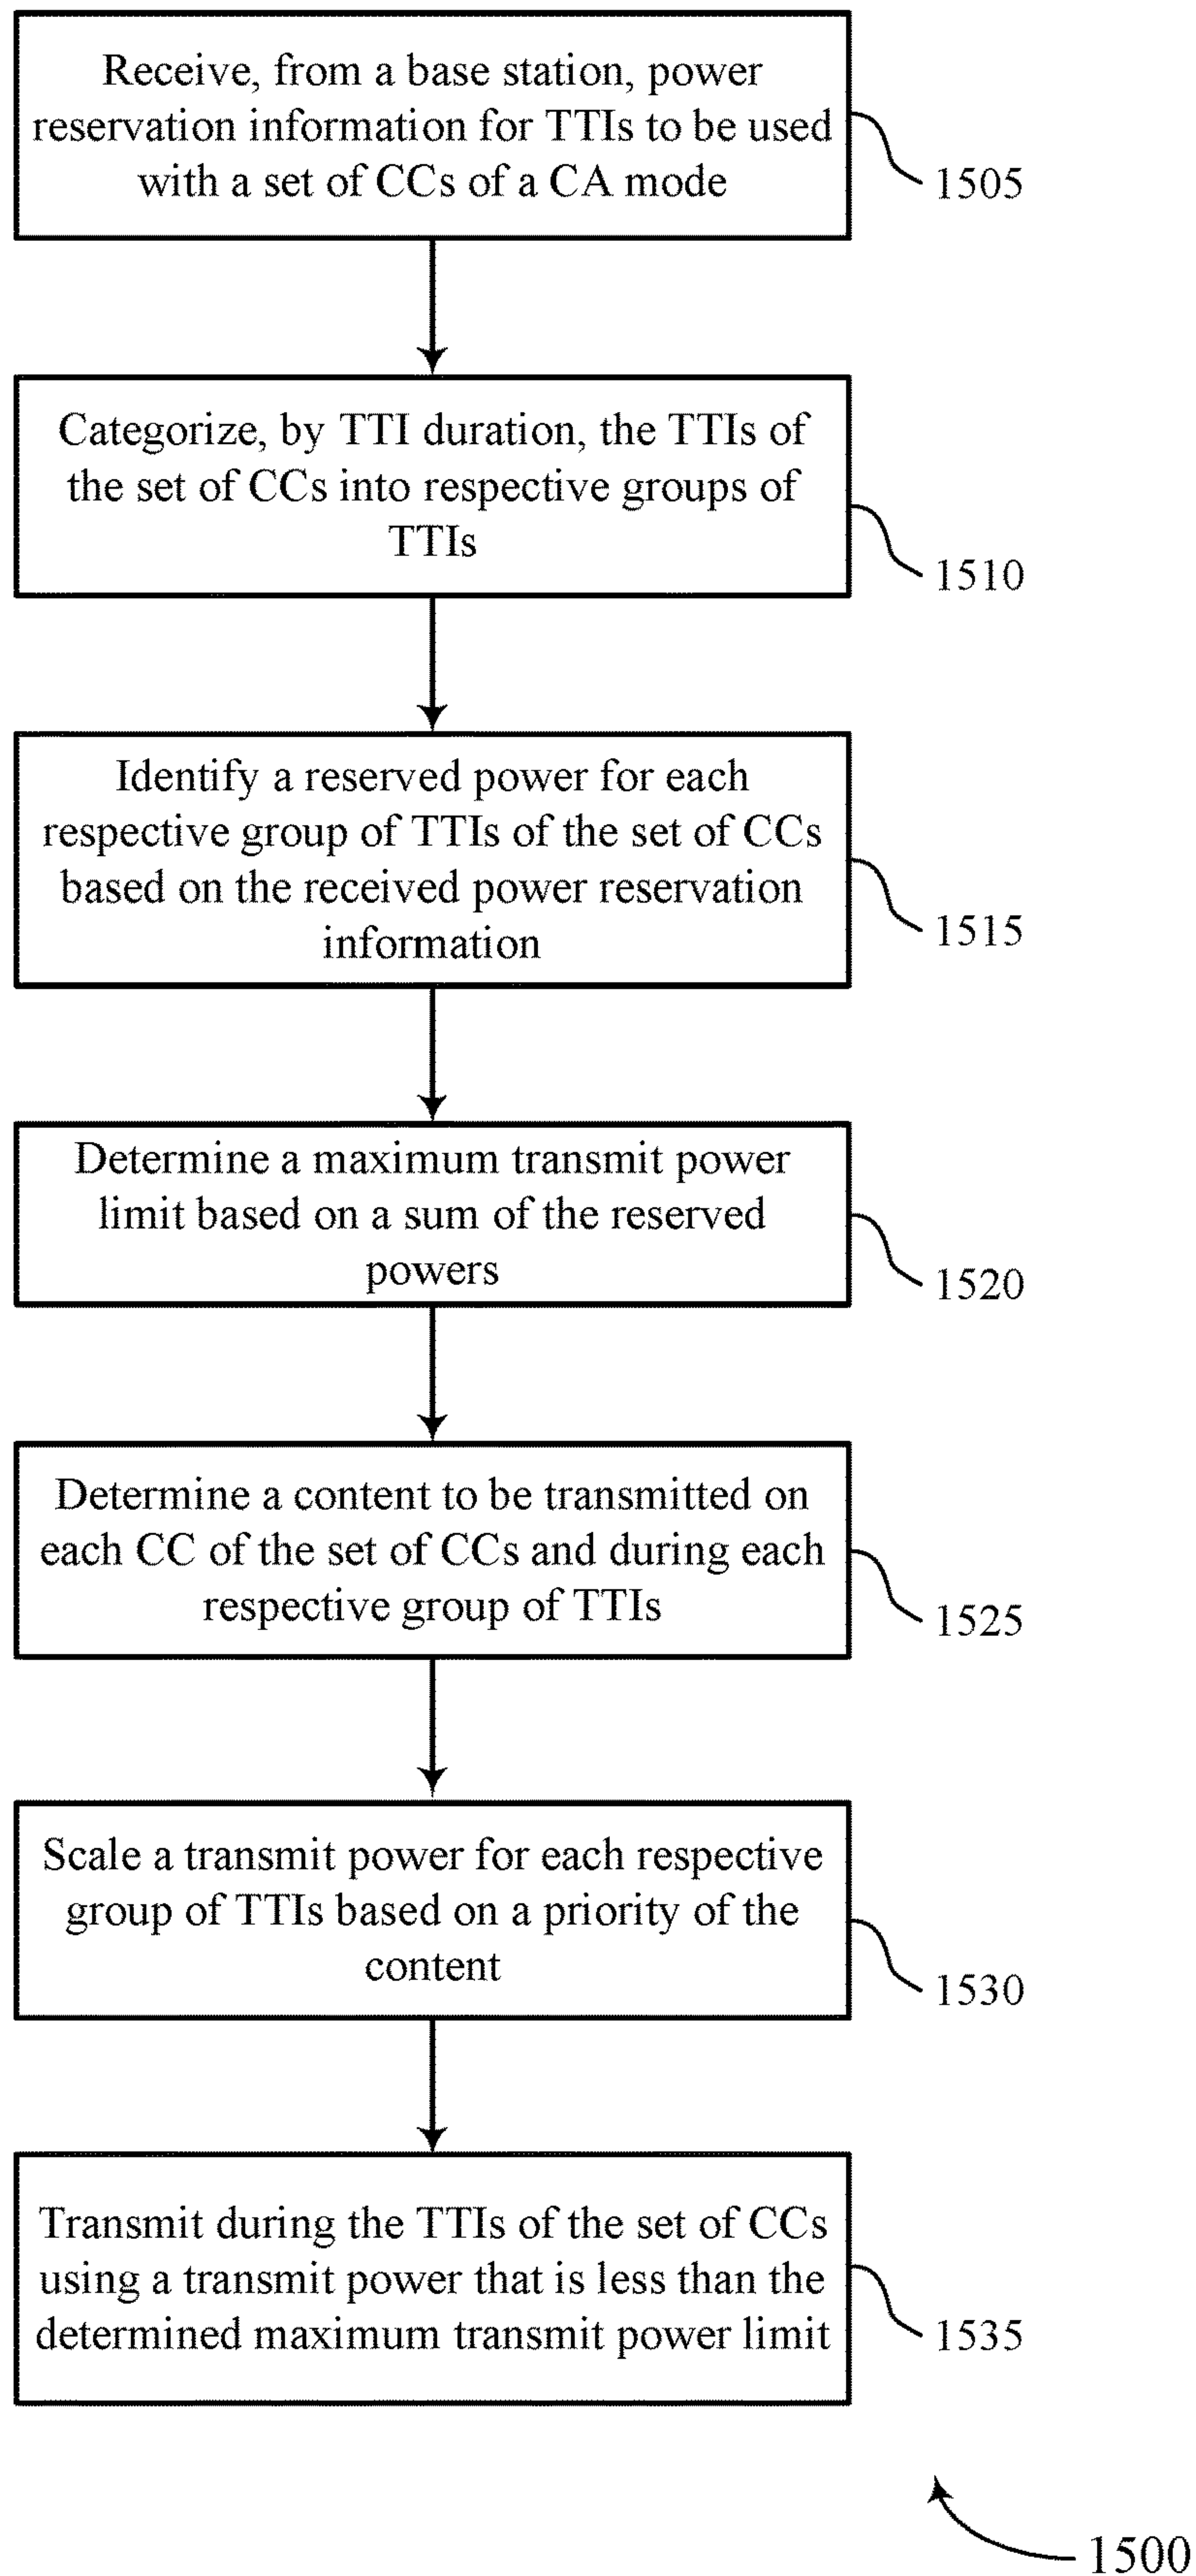 Receive, from a base station, power
reservation information for TTIs to be used
with a set of CCs of a CA mode
1505
Categorize, by TTI duration, the TTIs of
the set of CCs into respective groups of
TTIs
1510
Identify a reserved power for each
respective group of TTIs of the set of CCs
based on the received power reservation
information
1515
Determine a maximum transmit power
limit based on a sum of the reserved
powers
1520
Determine a content to be transmitted on
each CC of the set of CCs and during each
respective group of TTIs
1525
Scale a transmit power for each respective
group of TTIs based on a priority of the
content
1530
Transmit during the TTIs of the set of CCs
using a transmit power that is less than the
determined maximum transmit power limit
1535
1500